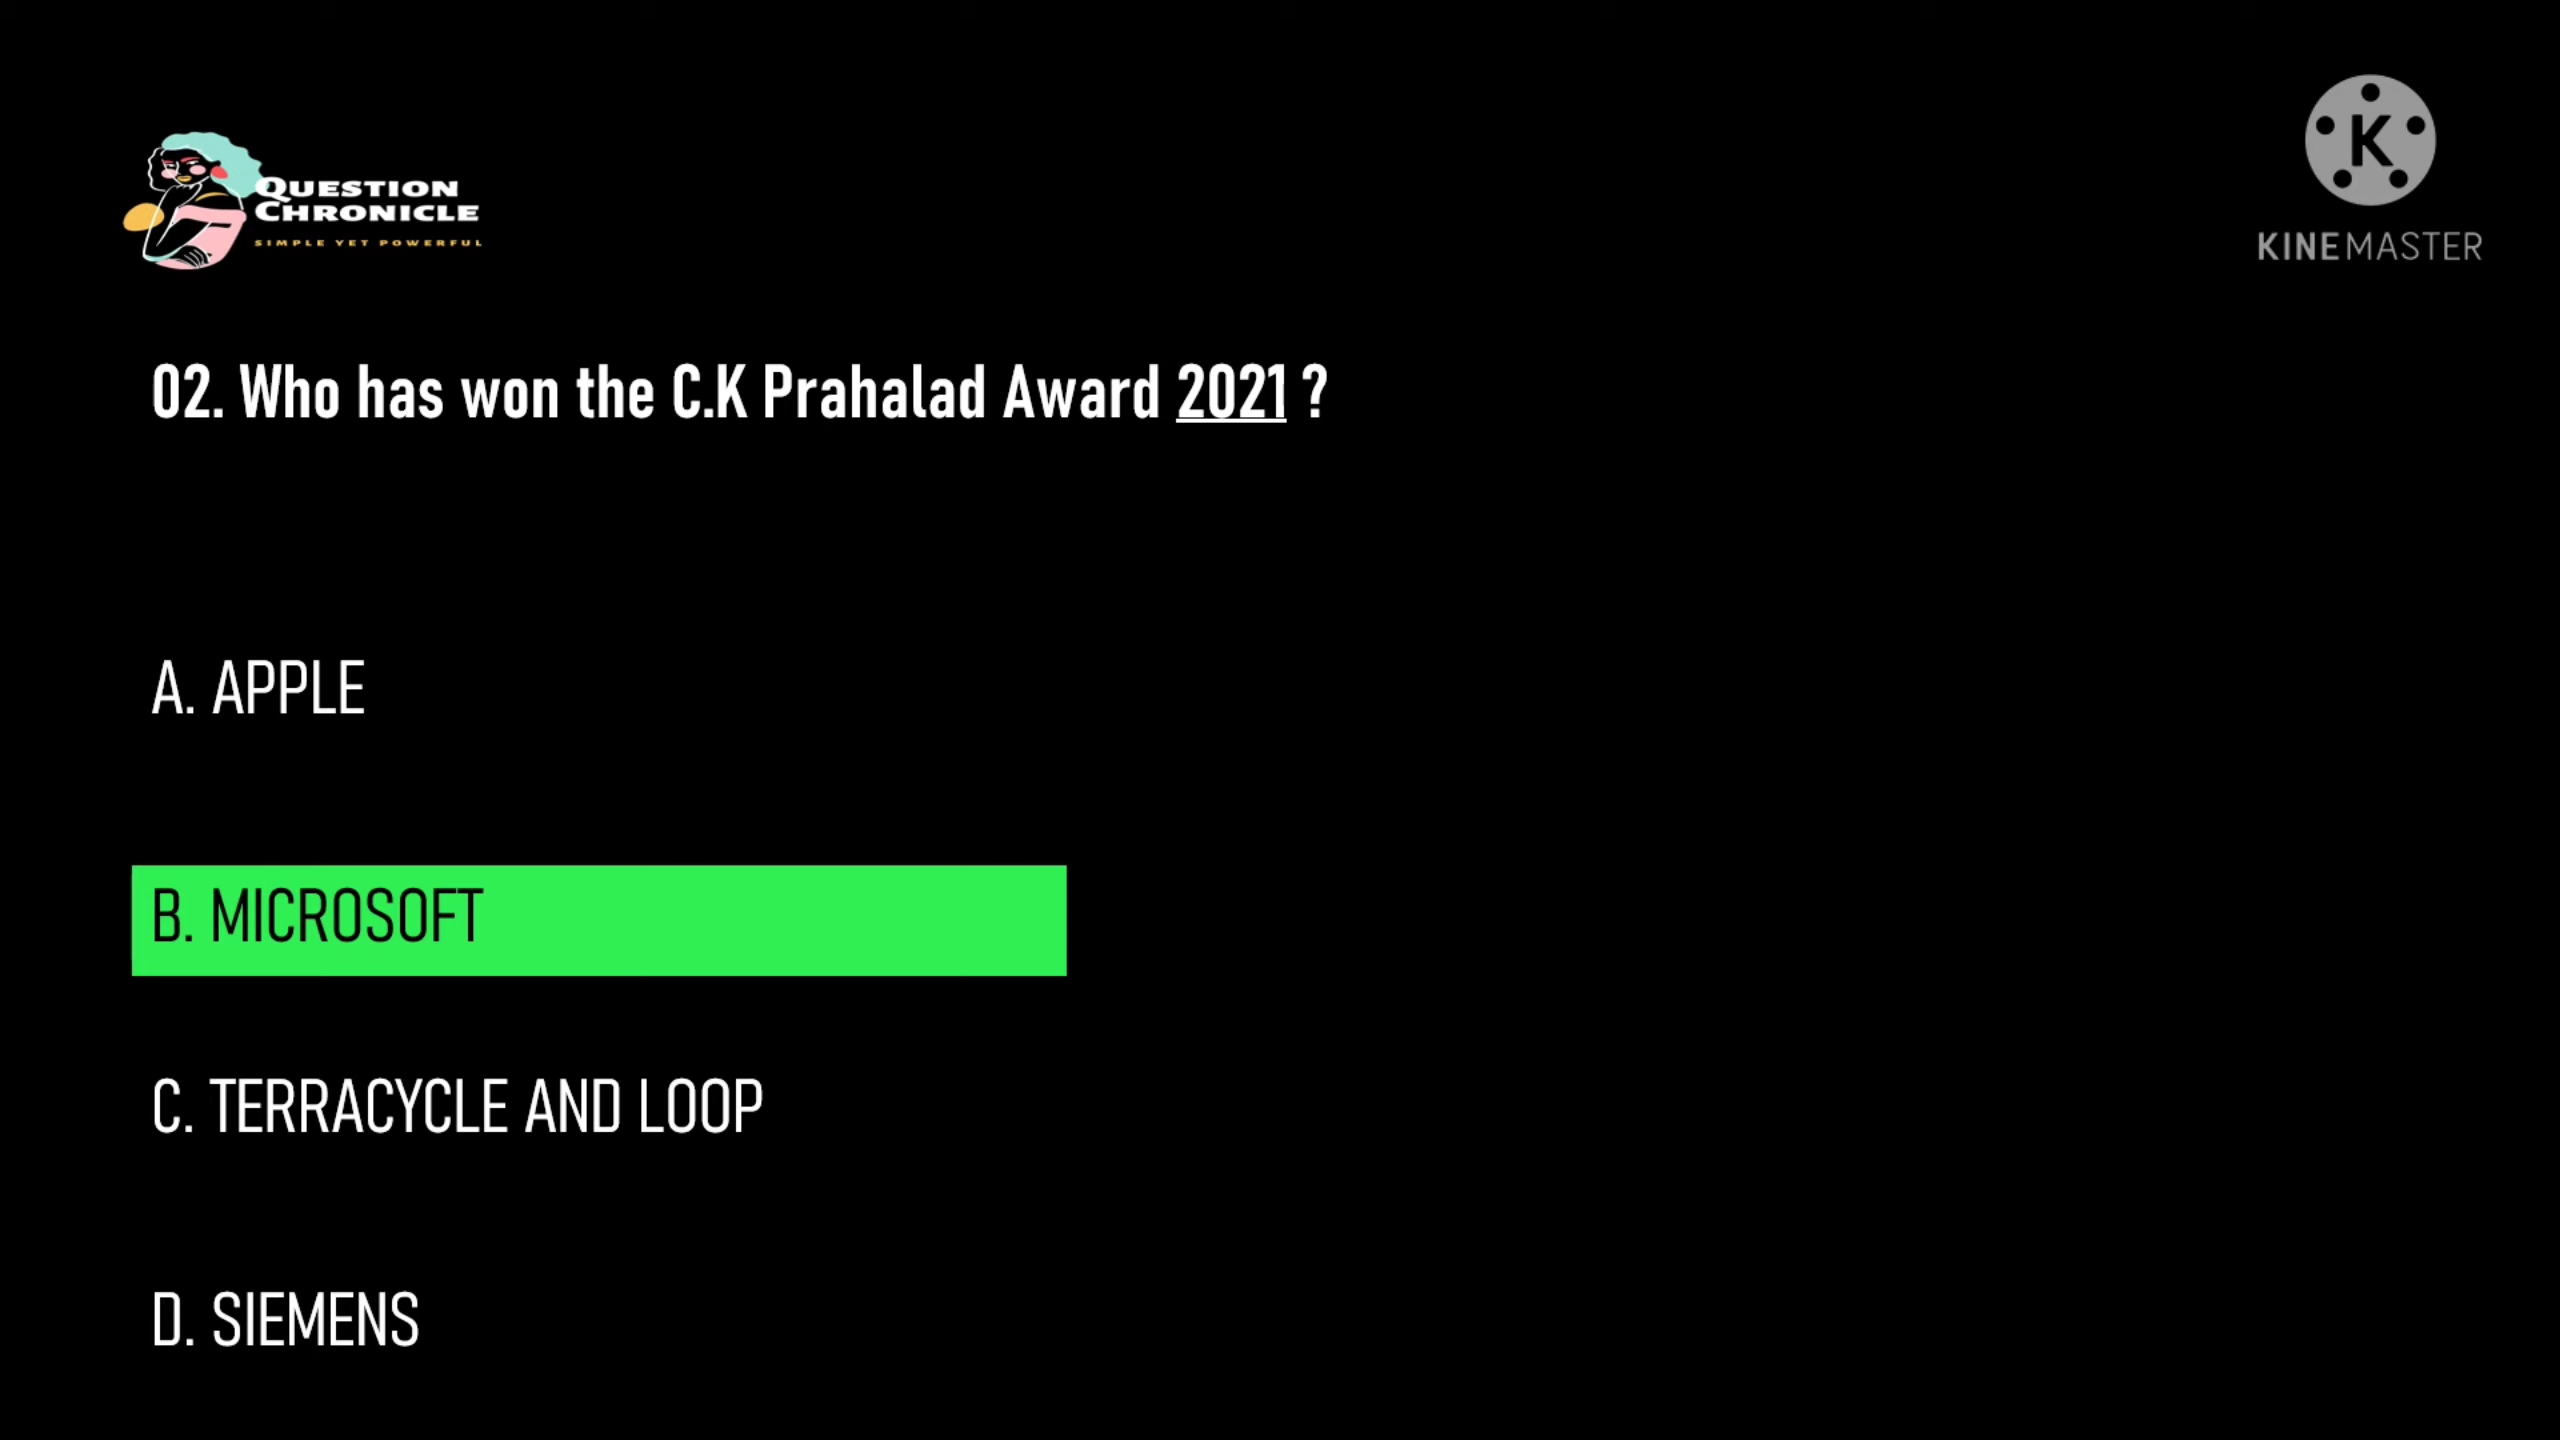 QUESTION
CHRONICLE
SIMPLE YET POWERFUL
K
KINEMASTER
02. Who has won the C.K Prahalad Award 2021 ?
A. APPLE
B. MICROSOFT
C. TERRACYCLE AND LOOP
D. SIEMENS